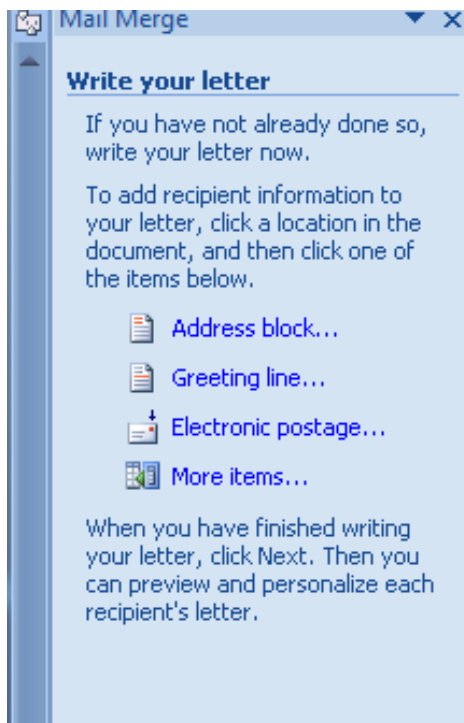 Mail Merge
Write your letter
If you have not already done so,
write your letter now.
To add recipient information to
your letter, click a location in the
document, and then click one of
the items below.
Address block...
Greeting line...
Electronic postage...
More items...
When you have finished writing
your letter, click Next. Then you
can preview and personalize each
recipient's letter.